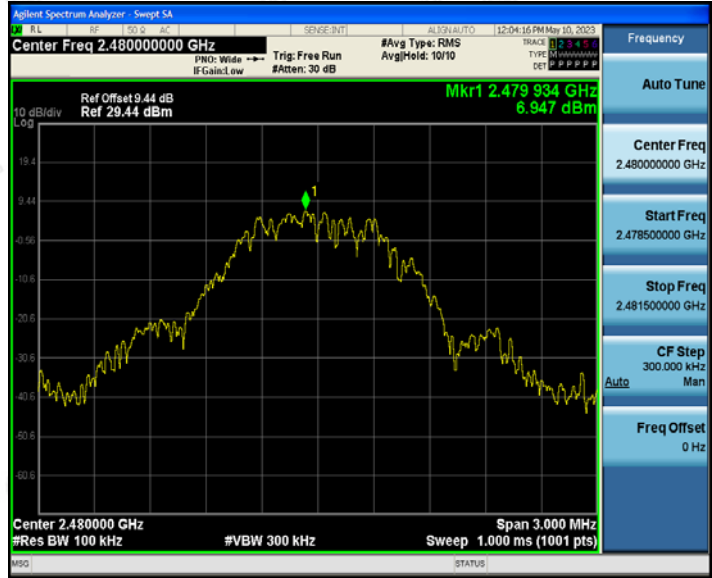 Agilent Spectrum Analyzer - Swept SA
RL RF 50 Ω AC SENSE:INT ALIGN AUTO 12:04:16 PM May 10, 2023
Center Freq 2.480000000 GHz
PNO: Wide
IFGain:Low
Trig: Free Run
#Atten: 30 dB
#Avg Type: RMS
Avg|Hold: 10/10
TRACE 1 2 3 4 5 6
TYPE M WWWWW
DET P P P P P P
Ref Offset 9.44 dB
10 dB/div Ref 29.44 dBm
Log
Mkr1 2.479 934 GHz
6.947 dBm
1
19.4
9.44
-0.56
-10.6
-20.6
-30.6
-40.6
-50.6
-60.6
Center 2.480000 GHz Span 3.000 MHz
#Res BW 100 kHz #VBW 300 kHz Sweep 1.000 ms (1001 pts)
MSG STATUS
Frequency
Auto Tune
Center Freq
2.480000000 GHz
Start Freq
2.478500000 GHz
Stop Freq
2.481500000 GHz
CF Step
300.000 kHz
Auto Man
Freq Offset
0 Hz